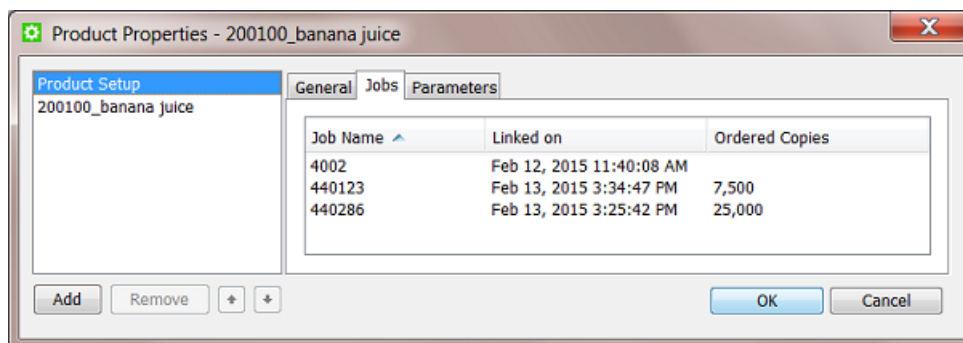 Product Properties - 200100_banana juice
X
Product Setup
200100_banana juice
General Jobs Parameters
Job Name Linked on Ordered Copies
4002 Feb 12, 2015 11:40:08 AM
440123 Feb 13, 2015 3:34:47 PM 7,500
440286 Feb 13, 2015 3:25:42 PM 25,000
Add Remove OK Cancel